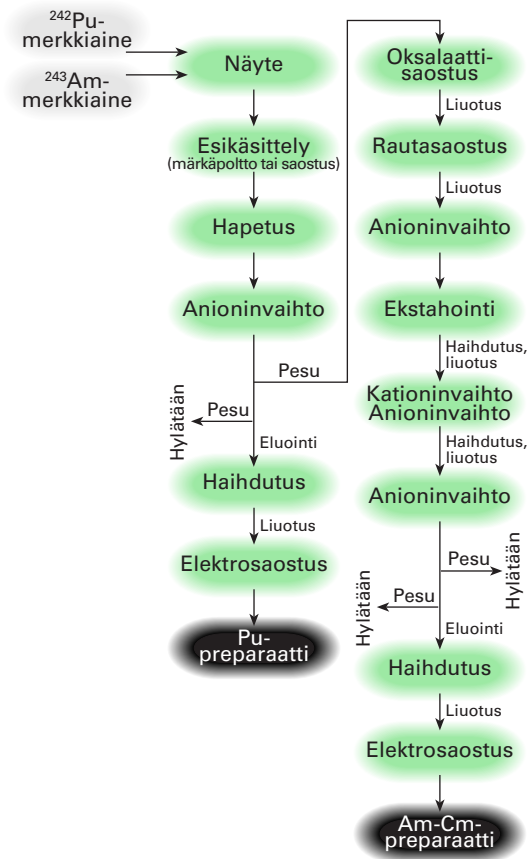 ²⁴²Pu-
merkkiaine
²⁴³Am-
merkkiaine
Näyte
Esikäsittely
(märkäpoltto tai saostus)
Hapetus
Anioninvaihto
Pesu
Pesu
Hylätään
Eluointi
Haihdutus
Liuotus
Elektrosaostus
Pu-
preparaatti
Oksalaatti-
saostus
Liuotus
Rautasaostus
Liuotus
Anioninvaihto
Ekstahointi
Haihdutus,
liuotus
Kationinvaihto
Anioninvaihto
Haihdutus,
liuotus
Anioninvaihto
Pesu
Hylätään
Pesu
Hylätään
Eluointi
Haihdutus
Liuotus
Elektrosaostus
Am-Cm-
preparaatti